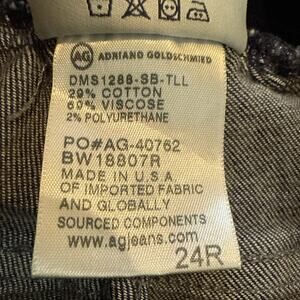 AG ADRIANO GOLDSCHMIED
DMS1288-SB-TLL
29% COTTON
69% VISCOSE
2% POLYURETHANE
PO#AG-40762
BW18807R
MADE IN U.S.A
OF IMPORTED FABRIC
AND GLOBALLY
SOURCED COMPONENTS
www.agjeans.com
24R